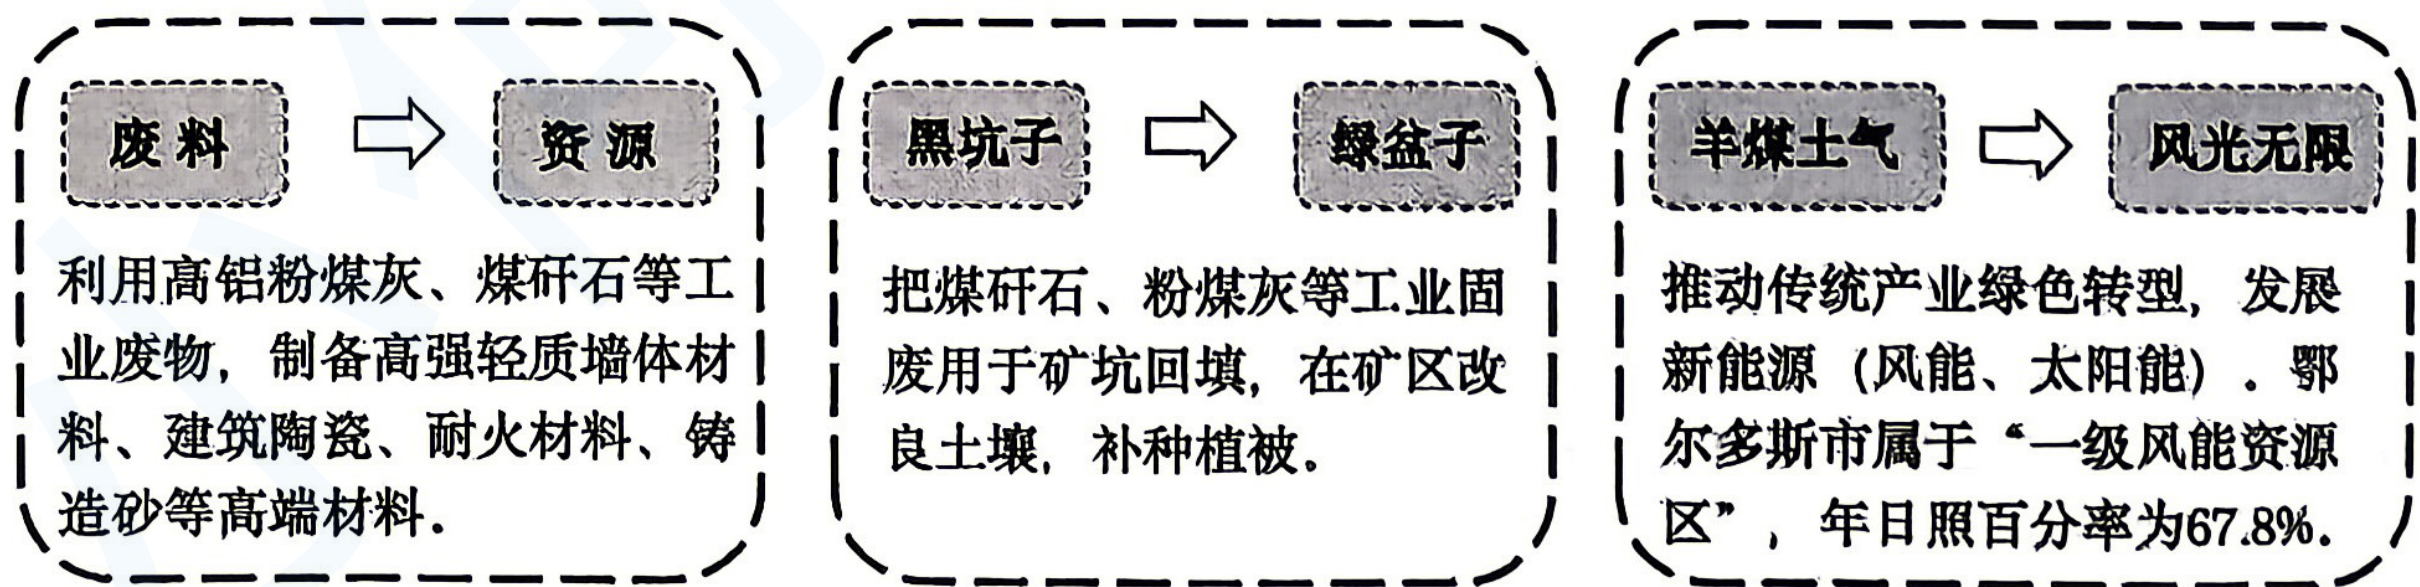 废料
资源
利用高铝粉煤灰、煤矸石等工
业废物，制备高强轻质墙体材
料、建筑陶瓷、耐火材料、铸
造砂等高端材料.
黑坑子
绿盆子
把煤矸石、粉煤灰等工业固
废用于矿坑回填，在矿区改
良土壤，补种植被。
羊煤土气
风光无限
推动传统产业绿色转型，发展
新能源（风能、太阳能）. 鄂
尔多斯市属于“一级风能资源
区”，年日照百分率为67.8%.